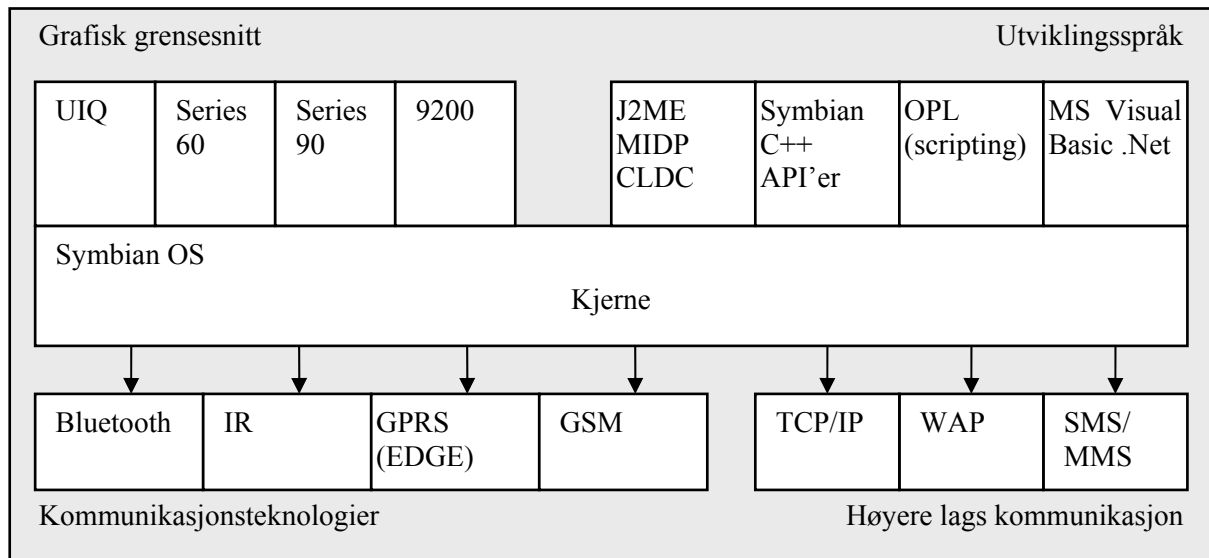 Grafisk grensesnitt
Utviklingsspråk
UIQ
Series
60
Series
90
9200
J2ME
MIDP
CLDC
Symbian
C++
API’er
OPL
(scripting)
MS Visual
Basic .Net
Symbian OS
Kjerne
Bluetooth
IR
GPRS
(EDGE)
GSM
TCP/IP
WAP
SMS/
MMS
Kommunikasjonsteknologier
Høyere lags kommunikasjon